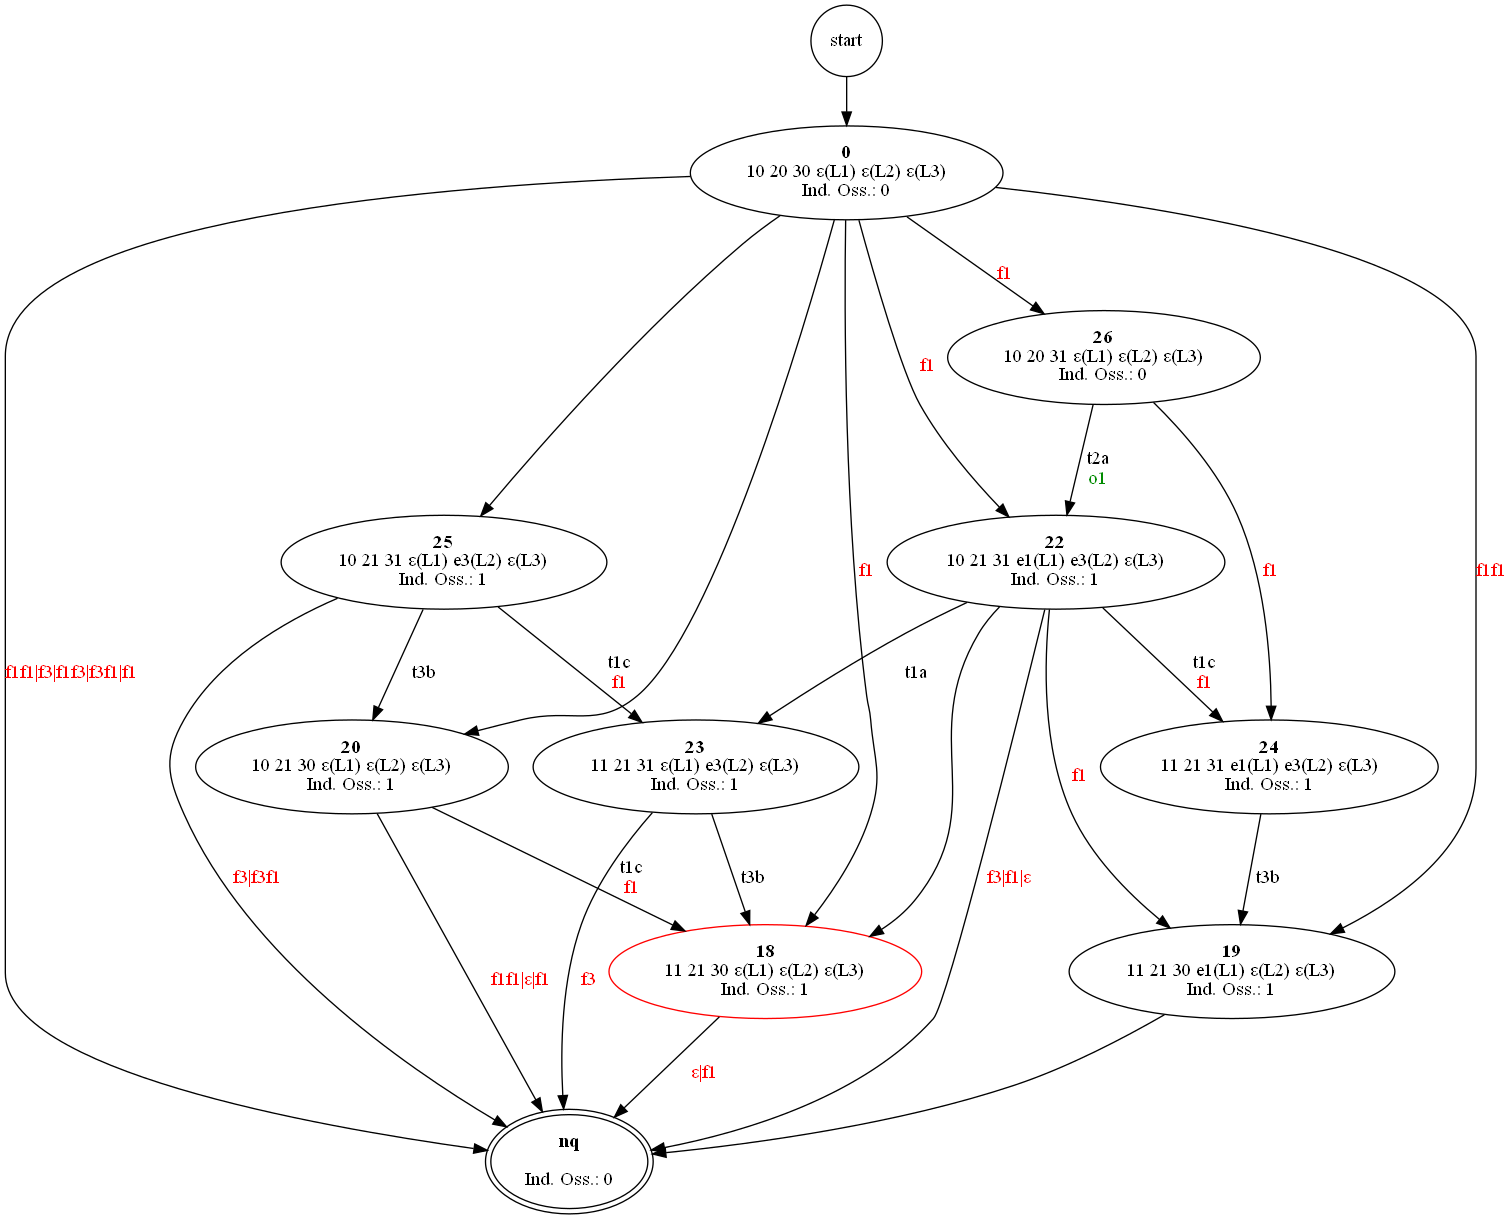 start
0
10 20 30 ε(L1) ε(L2) ε(L3)
Ind. Oss.: 0
f1
26
10 20 31 ε(L1) ε(L2) ε(L3)
Ind. Oss.: 0
f1
t2a
o1
25
10 21 31 ε(L1) e3(L2) ε(L3)
Ind. Oss.: 1
22
10 21 31 e1(L1) e3(L2) ε(L3)
Ind. Oss.: 1
f1
f1
f1f1
f1f1|f3|f1f3|f3f1|f1
t3b
t1c
f1
t1a
t1c
f1
20
10 21 30 ε(L1) ε(L2) ε(L3)
Ind. Oss.: 1
23
11 21 31 ε(L1) e3(L2) ε(L3)
Ind. Oss.: 1
f1
24
11 21 31 e1(L1) e3(L2) ε(L3)
Ind. Oss.: 1
f3|f3f1
t1c
f1
t3b
f3|f1|ε
t3b
f1f1|ε|f1
f3
18
11 21 30 ε(L1) ε(L2) ε(L3)
Ind. Oss.: 1
19
11 21 30 e1(L1) ε(L2) ε(L3)
Ind. Oss.: 1
ε|f1
nq
Ind. Oss.: 0